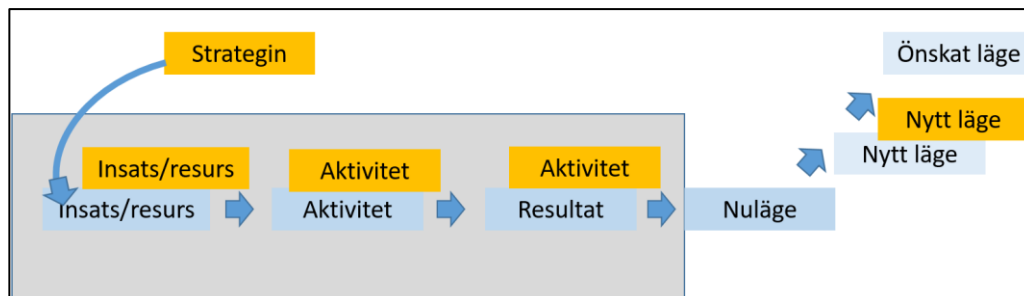 Strategin
Önskat läge
Nytt läge
Nytt läge
Insats/resurs
Aktivitet
Aktivitet
Insats/resurs
Aktivitet
Resultat
Nuläge